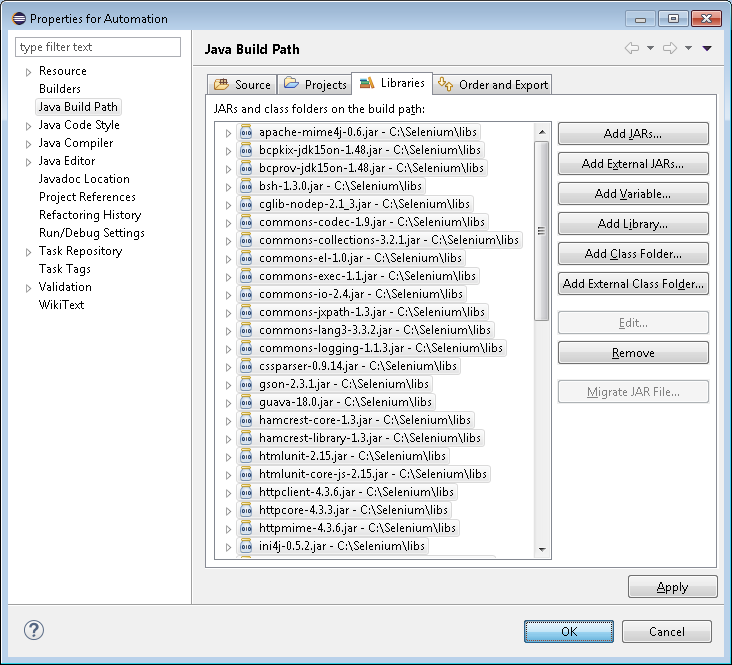 Properties for Automation
type filter text
Resource
Builders
Java Build Path
Java Code Style
Java Compiler
Java Editor
Javadoc Location
Project References
Refactoring History
Run/Debug Settings
Task Repository
Task Tags
Validation
WikiText
Java Build Path
Source
Projects
Libraries
Order and Export
JARs and class folders on the build path:
apache-mime4j-0.6.jar - C:\Selenium\libs
bcpkix-jdk15on-1.48.jar - C:\Selenium\libs
bcprov-jdk15on-1.48.jar - C:\Selenium\libs
bsh-1.3.0.jar - C:\Selenium\libs
cglib-nodep-2.1_3.jar - C:\Selenium\libs
commons-codec-1.9.jar - C:\Selenium\libs
commons-collections-3.2.1.jar - C:\Selenium\libs
commons-el-1.0.jar - C:\Selenium\libs
commons-exec-1.1.jar - C:\Selenium\libs
commons-io-2.4.jar - C:\Selenium\libs
commons-jxpath-1.3.jar - C:\Selenium\libs
commons-lang3-3.3.2.jar - C:\Selenium\libs
commons-logging-1.1.3.jar - C:\Selenium\libs
cssparser-0.9.14.jar - C:\Selenium\libs
gson-2.3.1.jar - C:\Selenium\libs
guava-18.0.jar - C:\Selenium\libs
hamcrest-core-1.3.jar - C:\Selenium\libs
hamcrest-library-1.3.jar - C:\Selenium\libs
htmlunit-2.15.jar - C:\Selenium\libs
htmlunit-core-js-2.15.jar - C:\Selenium\libs
httpclient-4.3.6.jar - C:\Selenium\libs
httpcore-4.3.3.jar - C:\Selenium\libs
httpmime-4.3.6.jar - C:\Selenium\libs
ini4j-0.5.2.jar - C:\Selenium\libs
Add JARs...
Add External JARs...
Add Variable...
Add Library...
Add Class Folder...
Add External Class Folder...
Edit...
Remove
Migrate JAR File...
Apply
OK
Cancel